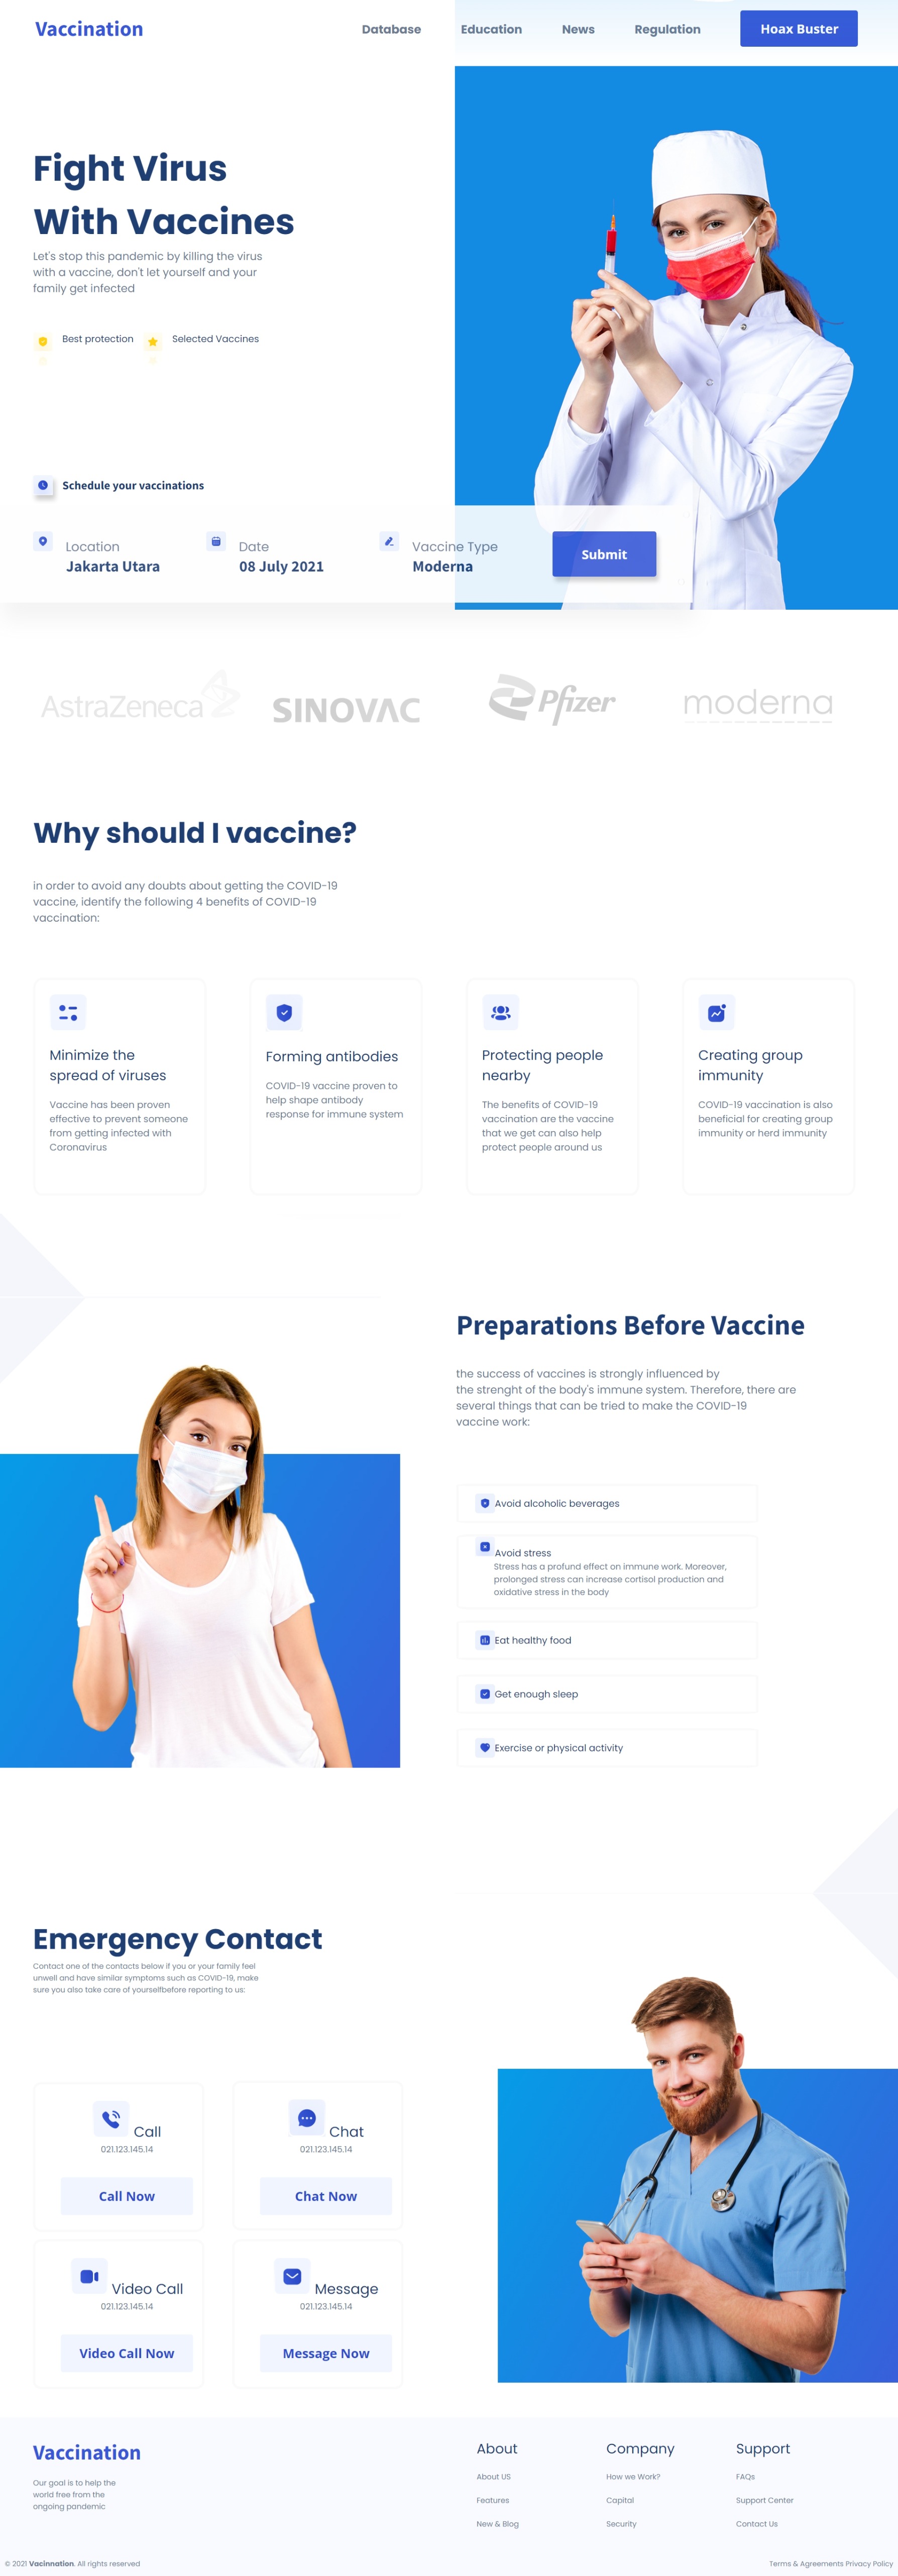 Vaccination
Database
Education
News
Regulation
Hoax Buster
Fight Virus
With Vaccines
Let's stop this pandemic by killing the virus
with a vaccine, don't let yourself and your
family get infected
Best protection
Selected Vaccines
Schedule your vaccinations
Location
Jakarta Utara
Date
08 July 2021
Vaccine Type
Moderna
Submit
AstraZeneca
SINOVAC
Pfizer
moderna
Why should I vaccine?
in order to avoid any doubts about getting the COVID-19
vaccine, identify the following 4 benefits of COVID-19
vaccination:
Minimize the
spread of viruses
Vaccine has been proven
effective to prevent someone
from getting infected with
Coronavirus
Forming antibodies
COVID-19 vaccine proven to
help shape antibody
response for immune system
Protecting people
nearby
The benefits of COVID-19
vaccination are the vaccine
that we get can also help
protect people around us
Creating group
immunity
COVID-19 vaccination is also
beneficial for creating group
immunity or herd immunity
Preparations Before Vaccine
the success of vaccines is strongly influenced by
the strenght of the body's immune system. Therefore, there are
several things that can be tried to make the COVID-19
vaccine work:
Avoid alcoholic beverages
Avoid stress
Stress has a profund effect on immune work. Moreover,
prolonged stress can increase cortisol production and
oxidative stress in the body
Eat healthy food
Get enough sleep
Exercise or physical activity
Emergency Contact
Contact one of the contacts below if you or your family feel
unwell and have similar symptoms such as COVID-19, make
sure you also take care of yourselfbefore reporting to us:
Call
021.123.145.14
Call Now
Chat
021.123.145.14
Chat Now
Video Call
021.123.145.14
Video Call Now
Message
021.123.145.14
Message Now
Vaccination
Our goal is to help the
world free from the
ongoing pandemic
About
About US
Features
New & Blog
Company
How we Work?
Capital
Security
Support
FAQs
Support Center
Contact Us
© 2021 Vacinnation. All rights reserved
Terms & Agreements Privacy Policy